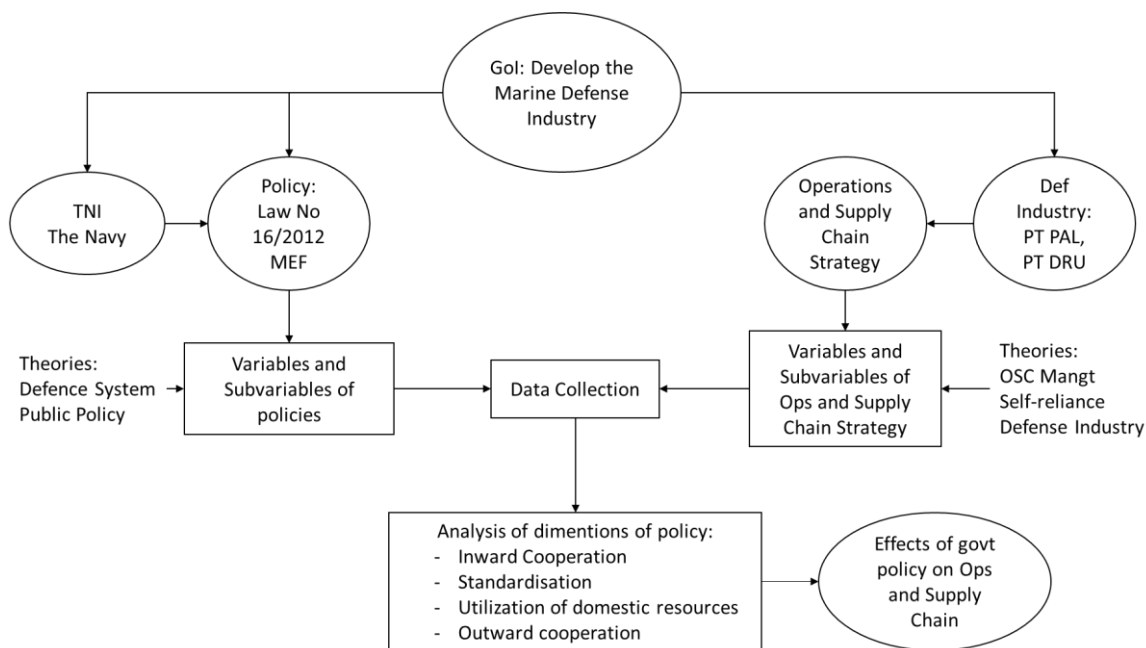 GoI: Develop the
Marine Defense
Industry
TNI
The Navy
Policy:
Law No
16/2012
MEF
Operations
and Supply
Chain
Strategy
Def
Industry:
PT PAL,
PT DRU
Theories:
Defence System
Public Policy
Variables and
Subvariables of
policies
Data Collection
Variables and
Subvariables of
Ops and Supply
Chain Strategy
Theories:
OSC Mangt
Self-reliance
Defense Industry
Analysis of dimentions of policy:
- Inward Cooperation
- Standardisation
- Utilization of domestic resources
- Outward cooperation
Effects of govt
policy on Ops
and Supply
Chain